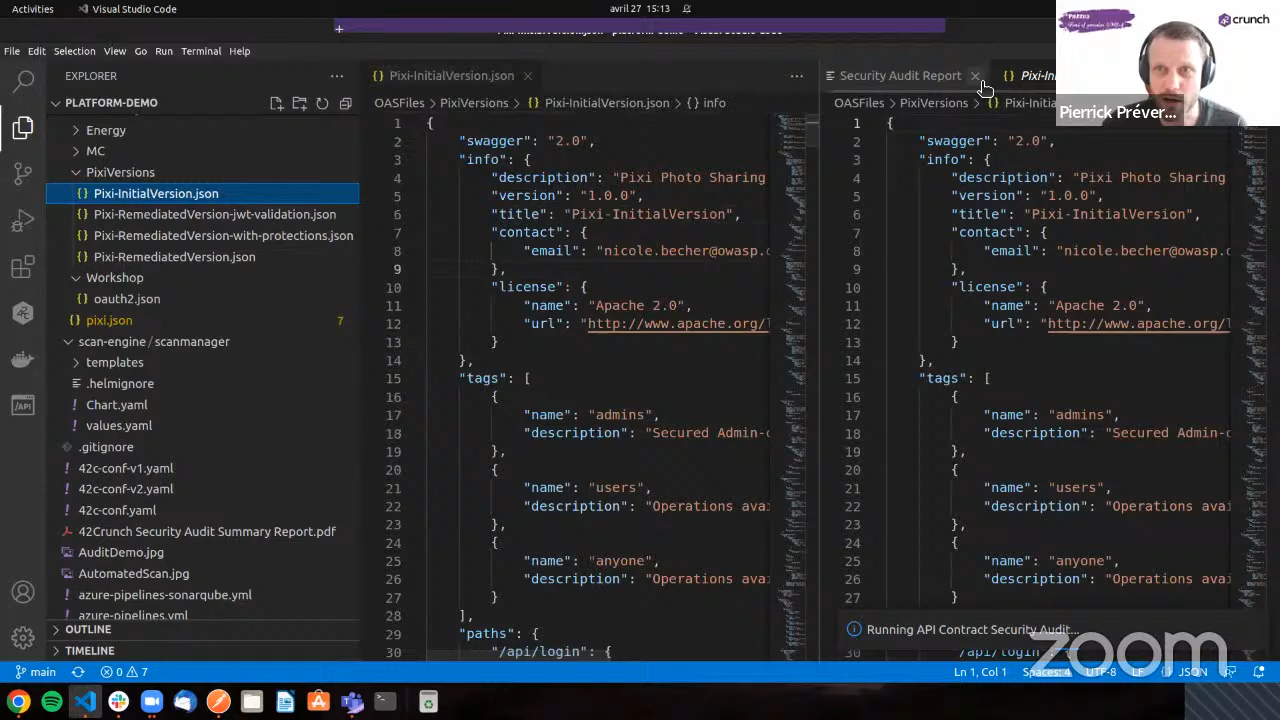 Activities
Visual Studio Code
avril 27 15:13
File Edit Selection View Go Run Terminal Help
crunch
Pierrick Préver...
EXPLORER
PLATFORM-DEMO
Energy
MC
PixiVersions
Pixi-InitialVersion.json
Pixi-RemediatedVersion-jwt-validation.json
Pixi-RemediatedVersion-with-protections.json
Pixi-RemediatedVersion.json
Workshop
oauth2.json
pixi.json 7
scan-engine / scanmanager
templates
.helmignore
Chart.yaml
values.yaml
.gitignore
42c-conf-v1.yaml
42c-conf-v2.yaml
42c-conf.yaml
42Crunch Security Audit Summary Report.pdf
AuditDemo.jpg
AutomatedScan.jpg
azure-pipelines-sonarqube.yml
azure-pipelines.yml
OUTLINE
TIMELINE
Pixi-InitialVersion.json
OASFiles > PixiVersions > {} Pixi-InitialVersion.json > {} info
1 {
2 "swagger": "2.0",
3 "info": {
4 "description": "Pixi Photo Sharing
5 "version": "1.0.0",
6 "title": "Pixi-InitialVersion",
7 "contact": {
8 "email": "nicole.becher@owasp.
9 },
10 "license": {
11 "name": "Apache 2.0",
12 "url": "http://www.apache.org/
13 }
14 },
15 "tags": [
16 {
17 "name": "admins",
18 "description": "Secured Admin-
19 },
20 {
21 "name": "users",
22 "description": "Operations avai
23 },
24 {
25 "name": "anyone",
26 "description": "Operations avai
27 }
28 ],
29 "paths": {
30 "/api/login": {
Security Audit Report
OASFiles > PixiVersions >
1 {
2 "swagger": "2.0",
3 "info": {
4 "description": "Pixi Photo Sharing
5 "version": "1.0.0",
6 "title": "Pixi-InitialVersion",
7 "contact": {
8 "email": "nicole.becher@owasp.
9 },
10 "license": {
11 "name": "Apache 2.0",
12 "url": "http://www.apache.org/
13 }
14 },
15 "tags": [
16 {
17 "name": "admins",
18 "description": "Secured Admin-
19 },
20 {
21 "name": "users",
22 "description": "Operations avai
23 },
24 {
25 "name": "anyone",
26 "description": "Operations avai
27 }
30 /api/login":
Running API Contract Security Audit...
zoom
main
0 7
Ln 1, Col 1
Spaces: 4
UTF-8
LF
{} JSON